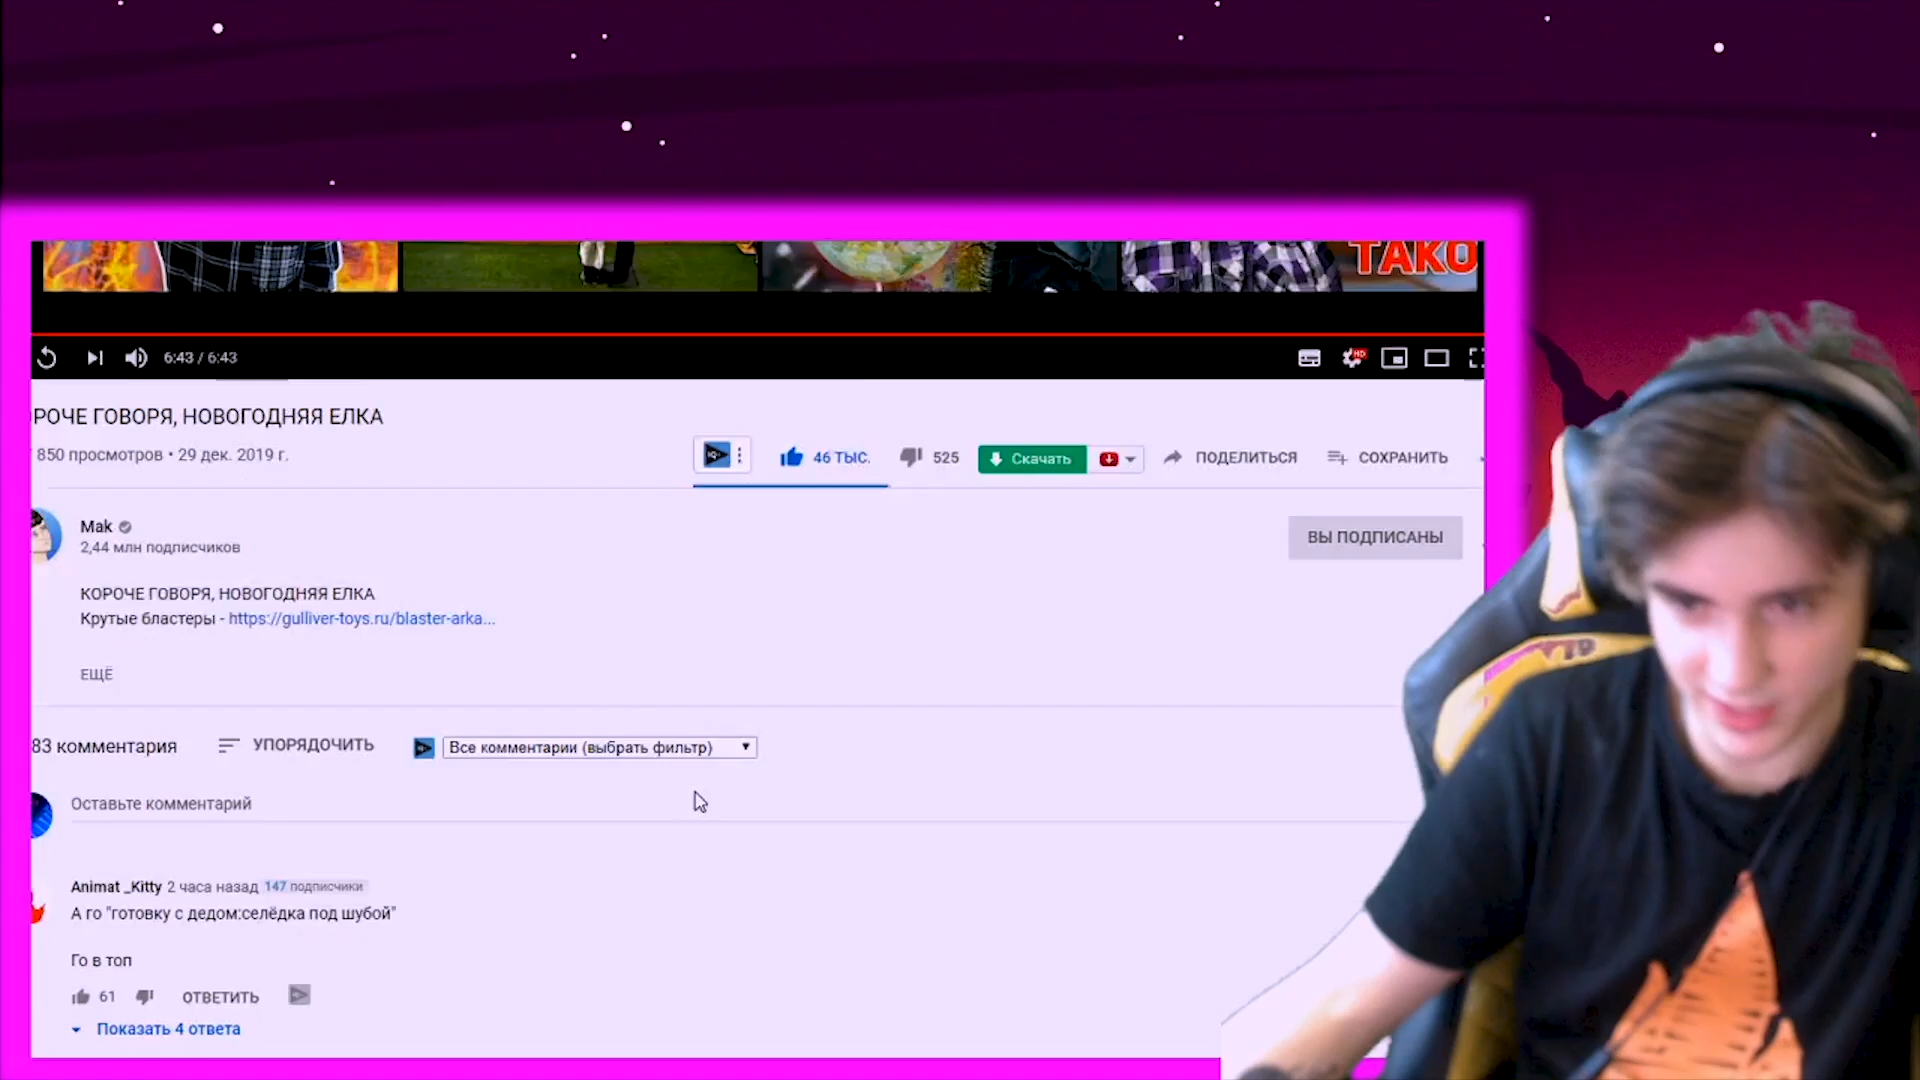 ТАКО
6:43 / 6:43
HD
РОЧЕ ГОВОРЯ, НОВОГОДНЯЯ ЕЛКА
850 просмотров • 29 дек. 2019 г.
46 ТЫС.
525
Скачать
ПОДЕЛИТЬСЯ
СОХРАНИТЬ
Mak
2,44 млн подписчиков
ВЫ ПОДПИСАНЫ
КОРОЧЕ ГОВОРЯ, НОВОГОДНЯЯ ЕЛКА
Крутые бластеры - https://gulliver-toys.ru/blaster-arka...
ЕЩЁ
83 комментария
УПОРЯДОЧИТЬ
Все комментарии (выбрать фильтр)
Оставьте комментарий
Animat _Kitty 2 часа назад 147 подписчики
А го "готовку с дедом:селёдка под шубой"
Го в топ
61
ОТВЕТИТЬ
Показать 4 ответа